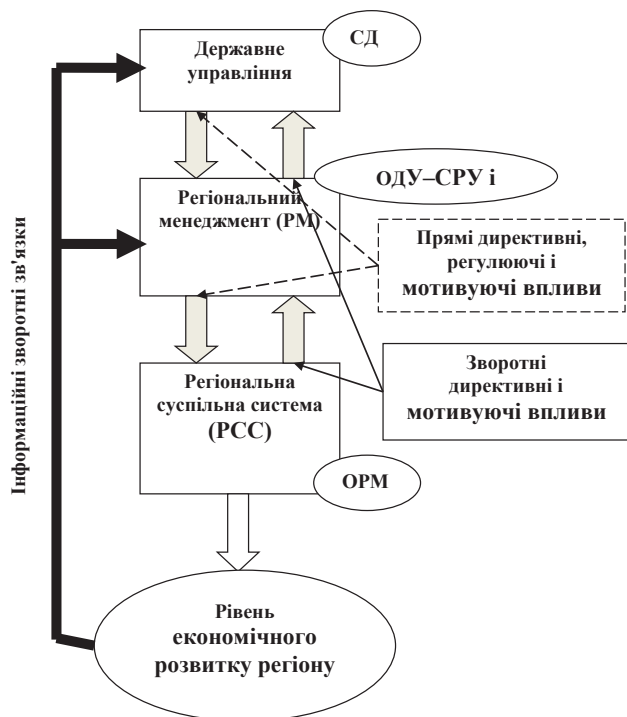 СД
Державне
управління
ОДУ–СРУ і
Регіональний
менеджмент (РМ)
Прямі директивні,
регулюючі і
мотивуючі впливи
Інформаційні зворотні зв'язки
Зворотні
директивні і
мотивуючі впливи
Регіональна
суспільна система
(РСС)
ОРМ
Рівень
економічного
розвитку регіону